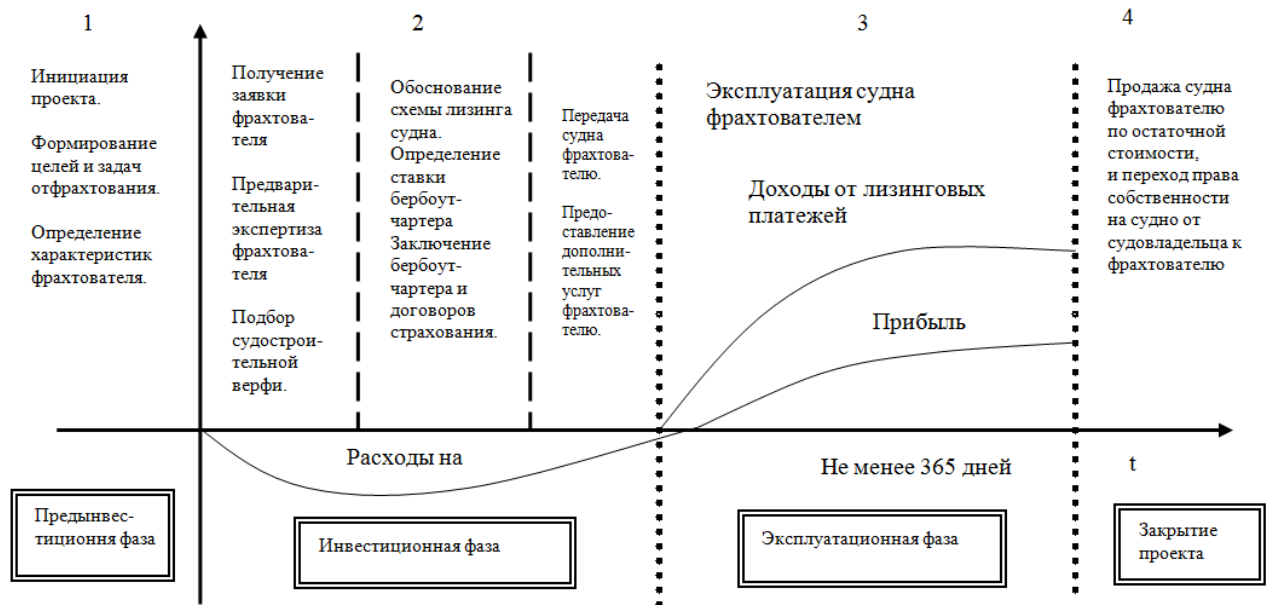 1
2
3
4
Инициация
проекта.
Формирование
целей и задач
отфрахтования.
Определение
характеристик
фрахтователя.
Получение
заявки
фрахтова-
теля
Предвари-
тельная
экспертиза
фрахтова-
теля
Подбор
судострои-
тельной
верфи.
Обоснование
схемы лизинга
судна.
Определение
ставки
бербоут-
чартера
Заключение
бербоут-
чартера и
договоров
страхования.
Передача
судна
фрахтова-
телю.
Предо-
ставление
дополни-
тельных
услуг
фрахтова-
телю.
Эксплуатация судна
фрахтователем
Доходы от лизинговых
платежей
Прибыль
Продажа судна
фрахтователю
по остаточной
стоимости,
и переход права
собственности
на судно от
судовладельца к
фрахтователю
Расходы на
Не менее 365 дней
t
Предынвес-
тиционня фаза
Инвестиционная фаза
Эксплуатационная фаза
Закрытие
проекта